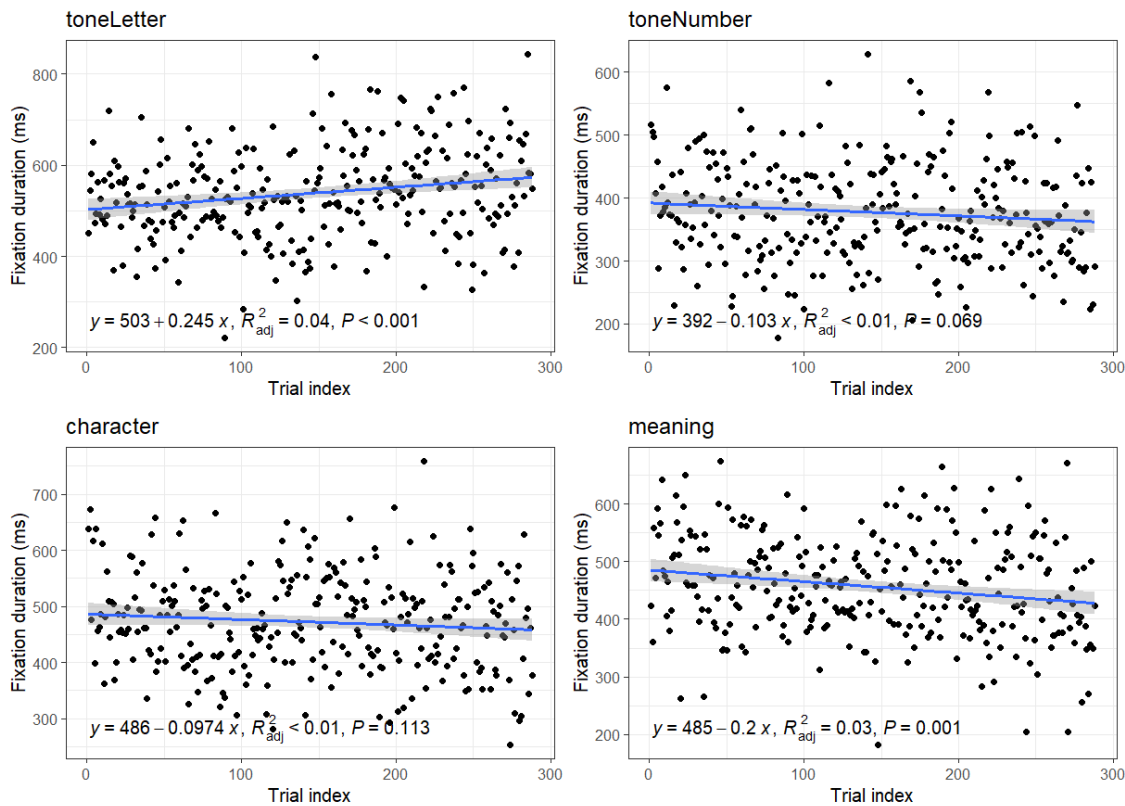 toneLetter
Fixation duration (ms)
800
600
400
200
y = 503 + 0.245 x, R²adj = 0.04, P < 0.001
0 100 200 300
Trial index
toneNumber
Fixation duration (ms)
600
500
400
300
200
y = 392 − 0.103 x, R²adj < 0.01, P = 0.069
0 100 200 300
Trial index
character
Fixation duration (ms)
700
600
500
400
300
y = 486 − 0.0974 x, R²adj < 0.01, P = 0.113
0 100 200 300
Trial index
meaning
Fixation duration (ms)
600
500
400
300
200
y = 485 − 0.2 x, R²adj = 0.03, P = 0.001
0 100 200 300
Trial index